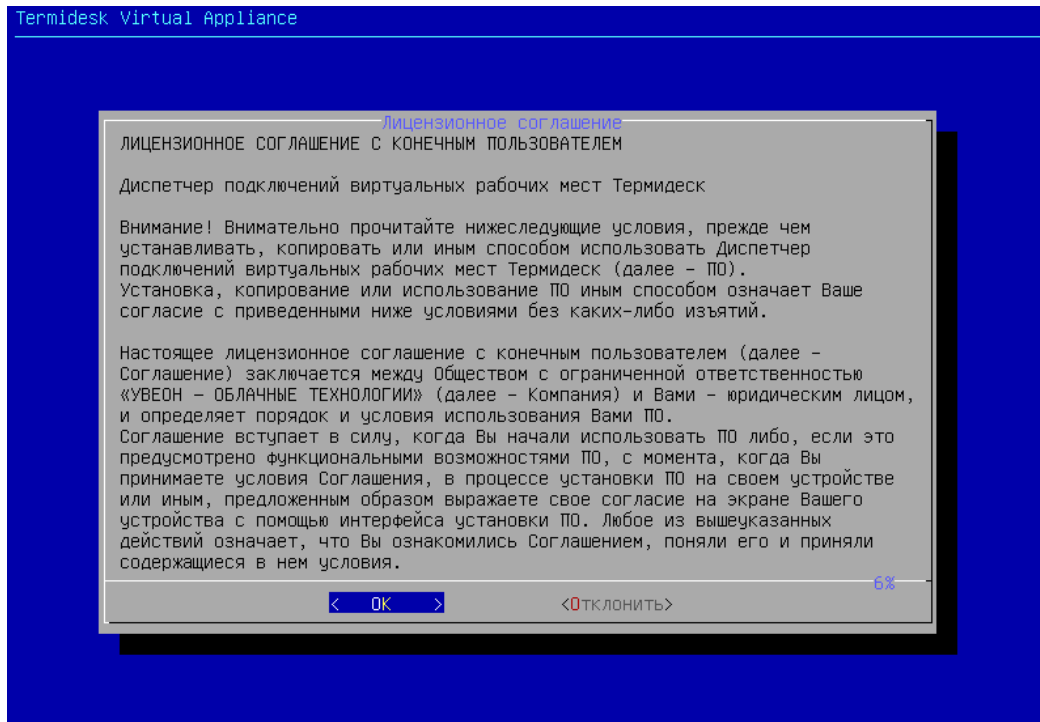 Termidesk Virtual Appliance
Лицензионное соглашение
ЛИЦЕНЗИОННОЕ СОГЛАШЕНИЕ С КОНЕЧНЫМ ПОЛЬЗОВАТЕЛЕМ
Диспетчер подключений виртуальных рабочих мест Термидеск
Внимание! Внимательно прочитайте нижеследующие условия, прежде чем
устанавливать, копировать или иным способом использовать Диспетчер
подключений виртуальных рабочих мест Термидеск (далее – ПО).
Установка, копирование или использование ПО иным способом означает Ваше
согласие с приведенными ниже условиями без каких-либо изъятий.
Настоящее лицензионное соглашение с конечным пользователем (далее –
Соглашение) заключается между Обществом с ограниченной ответственностью
«УВЕОН – ОБЛАЧНЫЕ ТЕХНОЛОГИИ» (далее – Компания) и Вами – юридическим лицом,
и определяет порядок и условия использования Вами ПО.
Соглашение вступает в силу, когда Вы начали использовать ПО либо, если это
предусмотрено функциональными возможностями ПО, с момента, когда Вы
принимаете условия Соглашения, в процессе установки ПО на своем устройстве
или иным, предложенным образом выражаете свое согласие на экране Вашего
устройства с помощью интерфейса установки ПО. Любое из вышеуказанных
действий означает, что Вы ознакомились Соглашением, поняли его и приняли
содержащиеся в нем условия.
6%
< OK > <Отклонить>